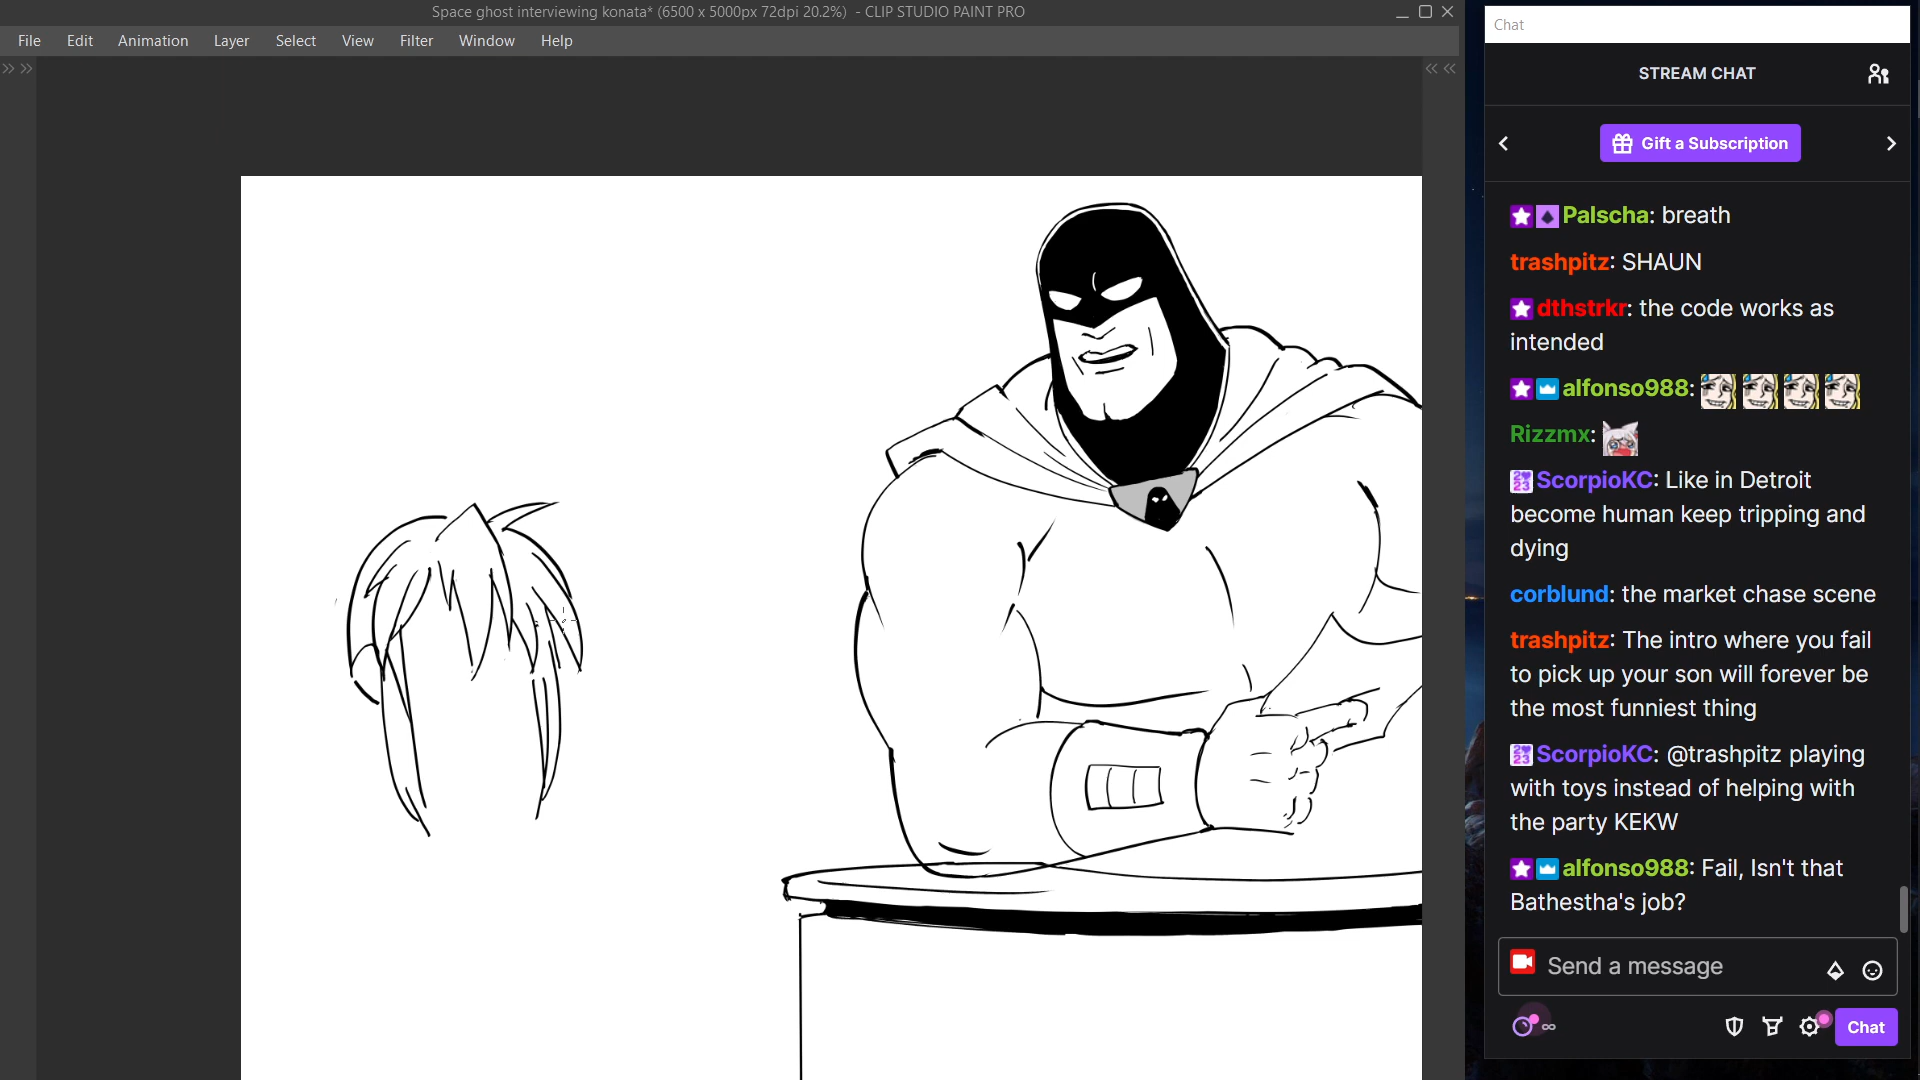 Space ghost interviewing konata* (6500 x 5000px 72dpi 20.2%) - CLIP STUDIO PAINT PRO
File Edit Animation Layer Select View Filter Window Help
Chat
STREAM CHAT
Gift a Subscription
Palscha: breath
trashpitz: SHAUN
dthstrkr: the code works as
intended
alfonso988:
Rizzmx:
ScorpioKC: Like in Detroit
become human keep tripping and
dying
corblund: the market chase scene
trashpitz: The intro where you fail
to pick up your son will forever be
the most funniest thing
ScorpioKC: @trashpitz playing
with toys instead of helping with
the party KEKW
alfonso988: Fail, Isn't that
Bathestha's job?
Send a message
Chat